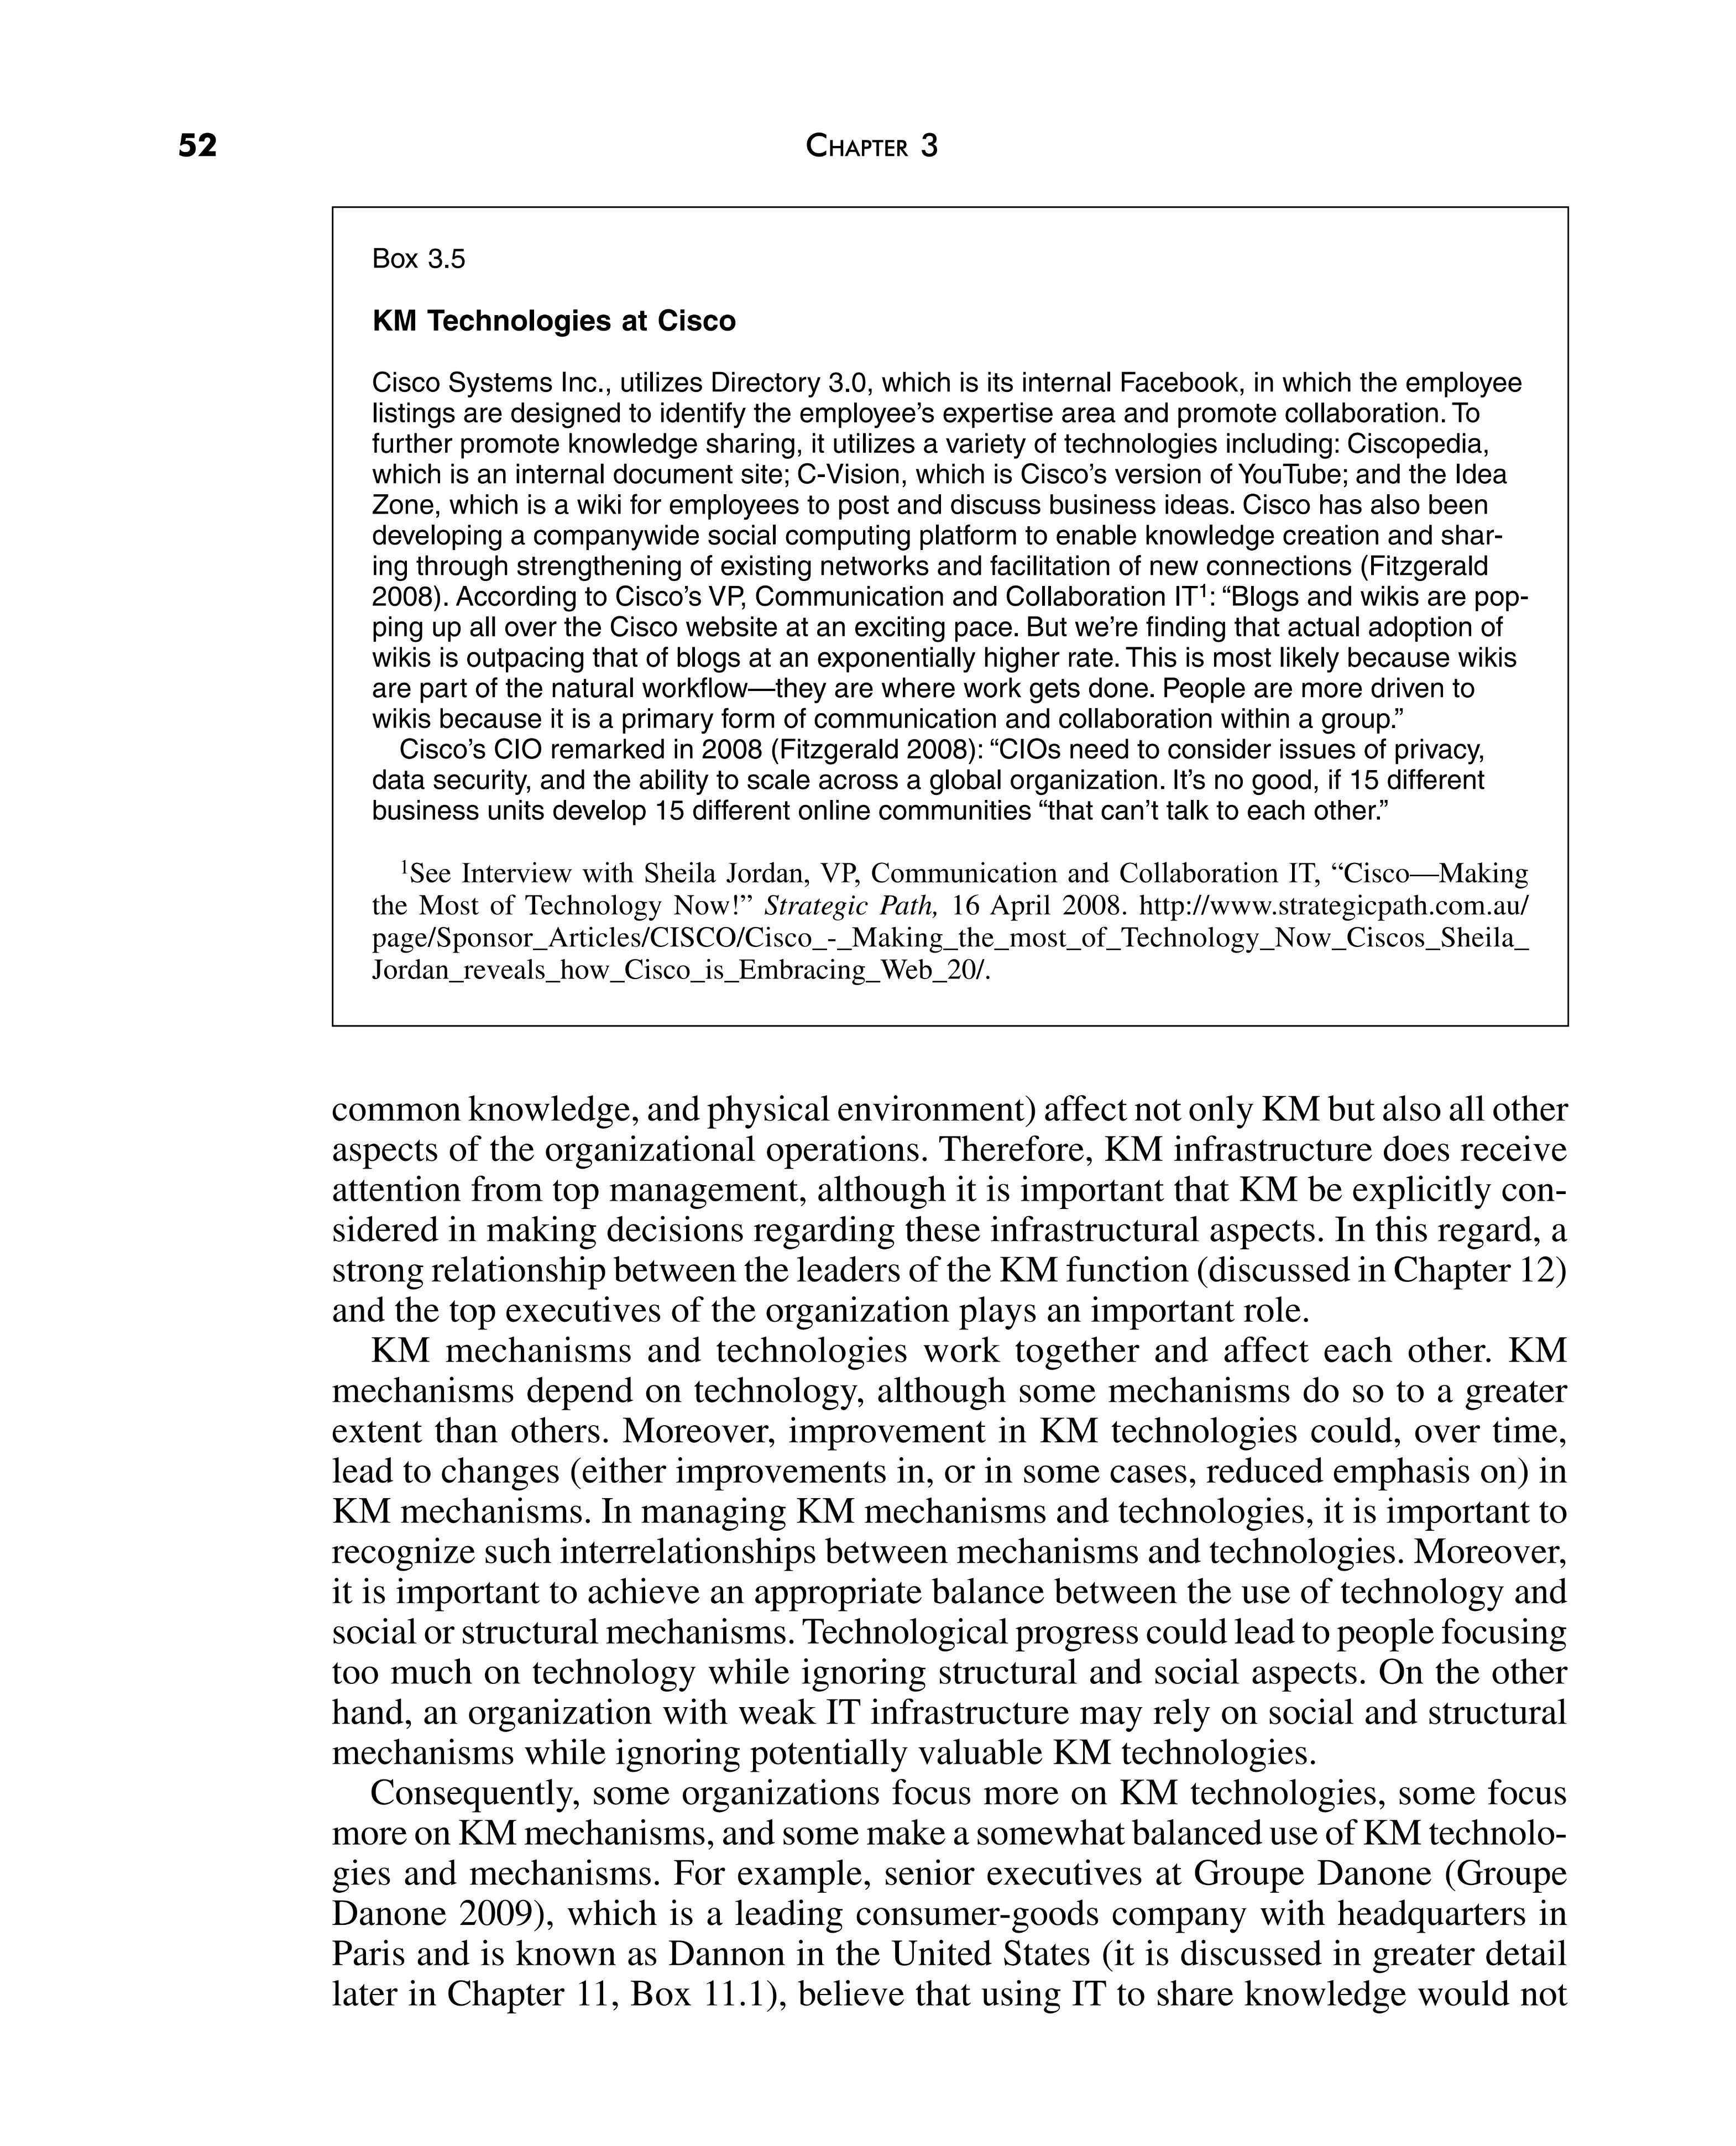 52
CHAPTER 3
Box 3.5
KM Technologies at Cisco
Cisco Systems Inc., utilizes Directory 3.0, which is its internal Facebook, in which the employee
listings are designed to identify the employee’s expertise area and promote collaboration. To
further promote knowledge sharing, it utilizes a variety of technologies including: Ciscopedia,
which is an internal document site; C-Vision, which is Cisco’s version of YouTube; and the Idea
Zone, which is a wiki for employees to post and discuss business ideas. Cisco has also been
developing a companywide social computing platform to enable knowledge creation and shar-
ing through strengthening of existing networks and facilitation of new connections (Fitzgerald
2008). According to Cisco’s VP, Communication and Collaboration IT¹: “Blogs and wikis are pop-
ping up all over the Cisco website at an exciting pace. But we’re finding that actual adoption of
wikis is outpacing that of blogs at an exponentially higher rate. This is most likely because wikis
are part of the natural workflow—they are where work gets done. People are more driven to
wikis because it is a primary form of communication and collaboration within a group.”
Cisco’s CIO remarked in 2008 (Fitzgerald 2008): “CIOs need to consider issues of privacy,
data security, and the ability to scale across a global organization. It’s no good, if 15 different
business units develop 15 different online communities “that can’t talk to each other.”
¹See Interview with Sheila Jordan, VP, Communication and Collaboration IT, “Cisco—Making
the Most of Technology Now!” Strategic Path, 16 April 2008. http://www.strategicpath.com.au/
page/Sponsor_Articles/CISCO/Cisco_-_Making_the_most_of_Technology_Now_Ciscos_Sheila_
Jordan_reveals_how_Cisco_is_Embracing_Web_20/.
common knowledge, and physical environment) affect not only KM but also all other
aspects of the organizational operations. Therefore, KM infrastructure does receive
attention from top management, although it is important that KM be explicitly con-
sidered in making decisions regarding these infrastructural aspects. In this regard, a
strong relationship between the leaders of the KM function (discussed in Chapter 12)
and the top executives of the organization plays an important role.
KM mechanisms and technologies work together and affect each other. KM
mechanisms depend on technology, although some mechanisms do so to a greater
extent than others. Moreover, improvement in KM technologies could, over time,
lead to changes (either improvements in, or in some cases, reduced emphasis on) in
KM mechanisms. In managing KM mechanisms and technologies, it is important to
recognize such interrelationships between mechanisms and technologies. Moreover,
it is important to achieve an appropriate balance between the use of technology and
social or structural mechanisms. Technological progress could lead to people focusing
too much on technology while ignoring structural and social aspects. On the other
hand, an organization with weak IT infrastructure may rely on social and structural
mechanisms while ignoring potentially valuable KM technologies.
Consequently, some organizations focus more on KM technologies, some focus
more on KM mechanisms, and some make a somewhat balanced use of KM technolo-
gies and mechanisms. For example, senior executives at Groupe Danone (Groupe
Danone 2009), which is a leading consumer-goods company with headquarters in
Paris and is known as Dannon in the United States (it is discussed in greater detail
later in Chapter 11, Box 11.1), believe that using IT to share knowledge would not